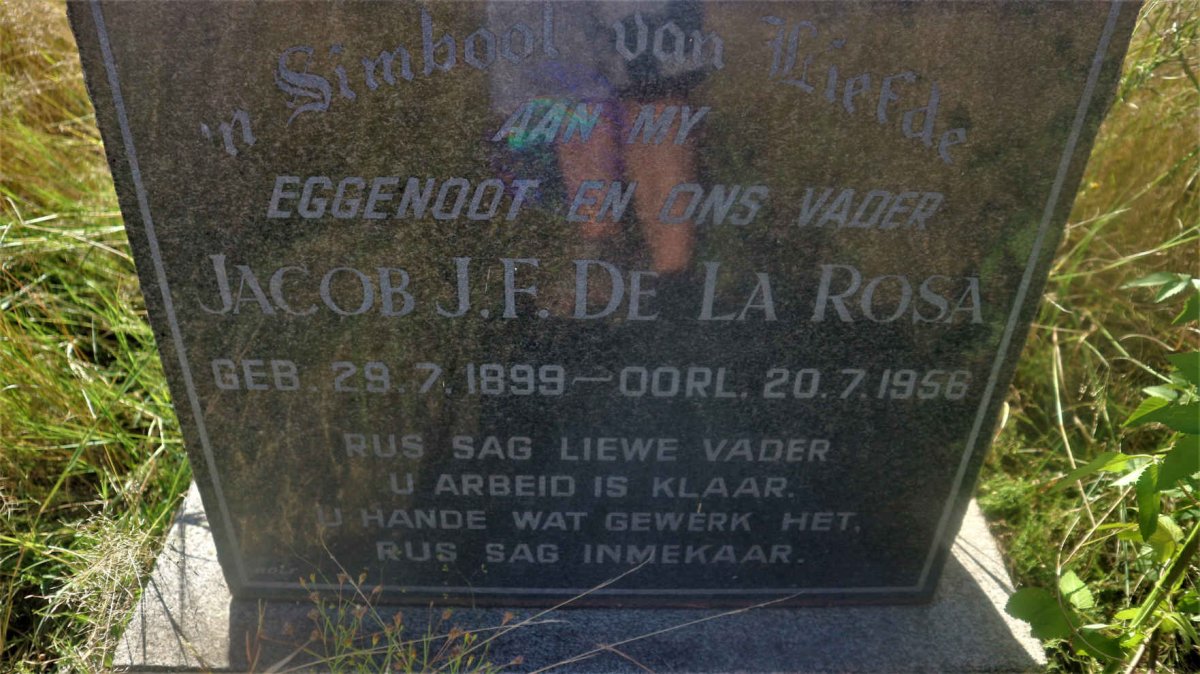 'n Simbool van Liefde
AAN MY
EGGENOOT EN ONS VADER
JACOB J.F. DE LA ROSA
GEB. 29.7.1899 — OORL. 20.7.1956
RUS SAG LIEWE VADER
U ARBEID IS KLAAR.
U HANDE WAT GEWERK HET,
RUS SAG INMEKAAR.